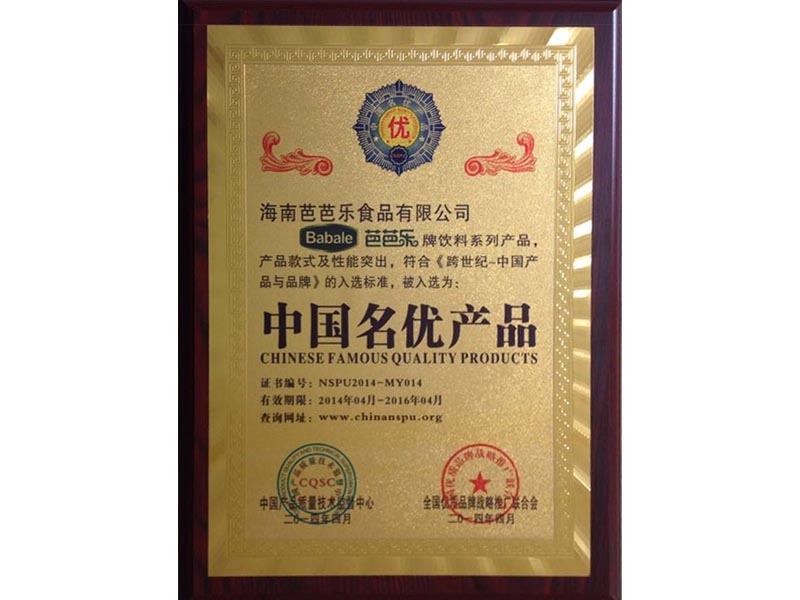 优
海南芭芭乐食品有限公司
Babale 芭芭乐 牌饮料系列产品，
产品款式及性能突出，符合《跨世纪~中国产
品与品牌》的入选标准，被入选为：
中国名优产品
CHINESE FAMOUS QUALITY PRODUCTS
证书编号：NSPU2014-MY014
有效期限：2014年04月-2016年04月
查询网址：www.chinanspu.org
CQSC
中国产品质量技术监督中心
二〇一四年四月
全国优质品牌战略推广联合会
二〇一四年四月